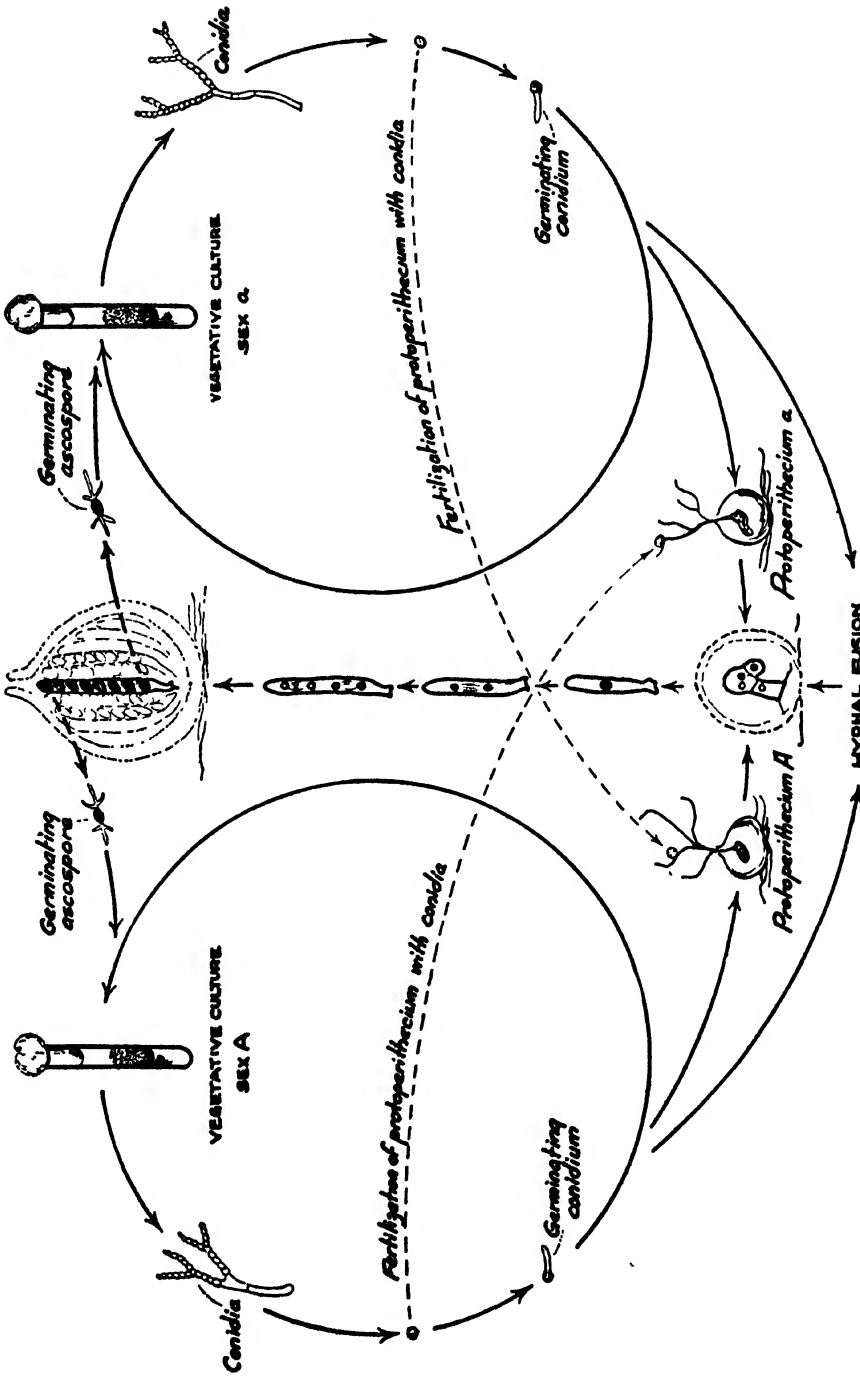 Germinating
ascospore
Germinating
ascospore
Conidia
Conidia
VEGETATIVE CULTURE
SEX A
VEGETATIVE CULTURE
SEX a
Fertilization of protoperithecium with conidia
Fertilization of protoperithecium with conidia
Germinating
conidium
Germinating
conidium
Protoperithecium A
Protoperithecium a
HYPHAL FUSION